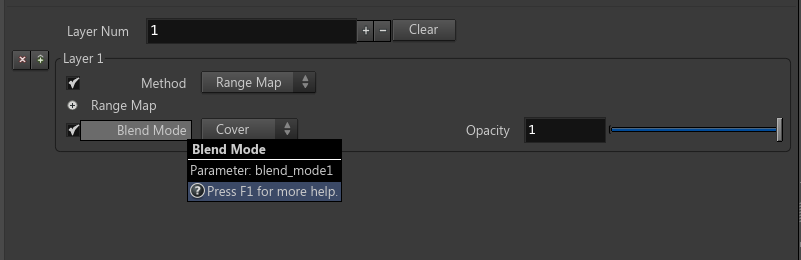 Layer Num 1 + − Clear
Layer 1
Method Range Map
Range Map
Blend Mode Cover Opacity 1
Blend Mode
Parameter: blend_mode1
Press F1 for more help.